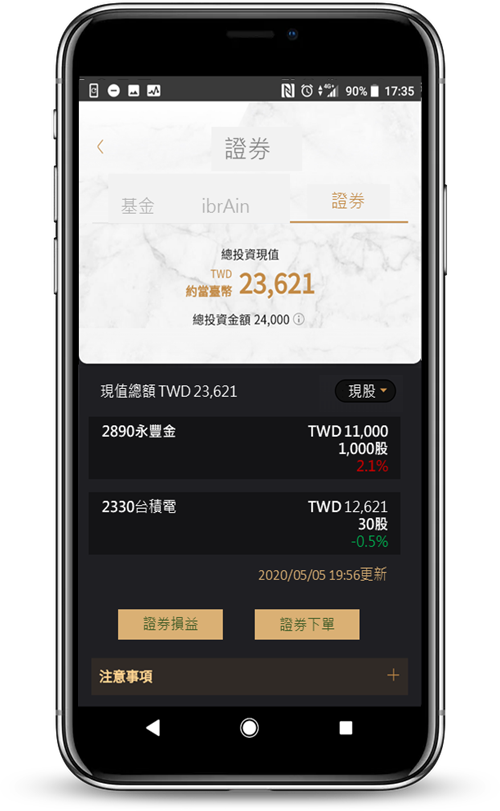 4G+
90%
17:35
證券
基金
ibrAin
證券
總投資現值
TWD
約當臺幣
23,621
總投資金額 24,000
現值總額 TWD 23,621
現股
2890永豐金
TWD 11,000
1,000股
2.1%
2330台積電
TWD 12,621
30股
-0.5%
2020/05/05 19:56更新
證券損益
證券下單
注意事項